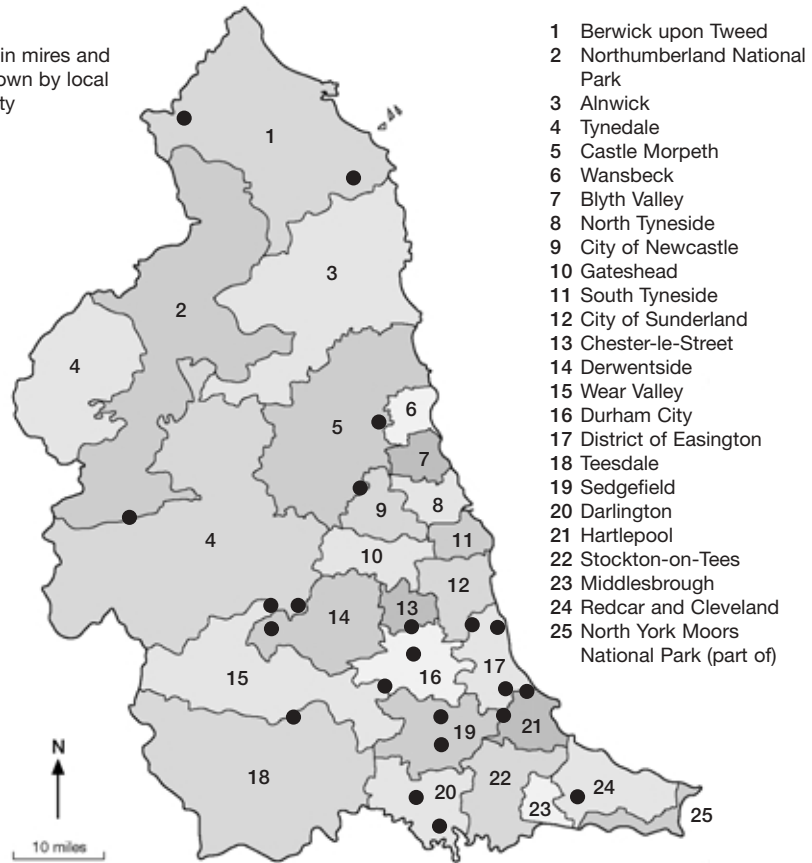 in mires and
own by local
ty
1 Berwick upon Tweed
2 Northumberland National
Park
3 Alnwick
4 Tynedale
5 Castle Morpeth
6 Wansbeck
7 Blyth Valley
8 North Tyneside
9 City of Newcastle
10 Gateshead
11 South Tyneside
12 City of Sunderland
13 Chester-le-Street
14 Derwentside
15 Wear Valley
16 Durham City
17 District of Easington
18 Teesdale
19 Sedgefield
20 Darlington
21 Hartlepool
22 Stockton-on-Tees
23 Middlesbrough
24 Redcar and Cleveland
25 North York Moors
National Park (part of)
1
3
2
4
6
5
7
8
9
4
11
10
12
13
14
17
15
16
21
19
18
22
20
24
23
25
N
10 miles